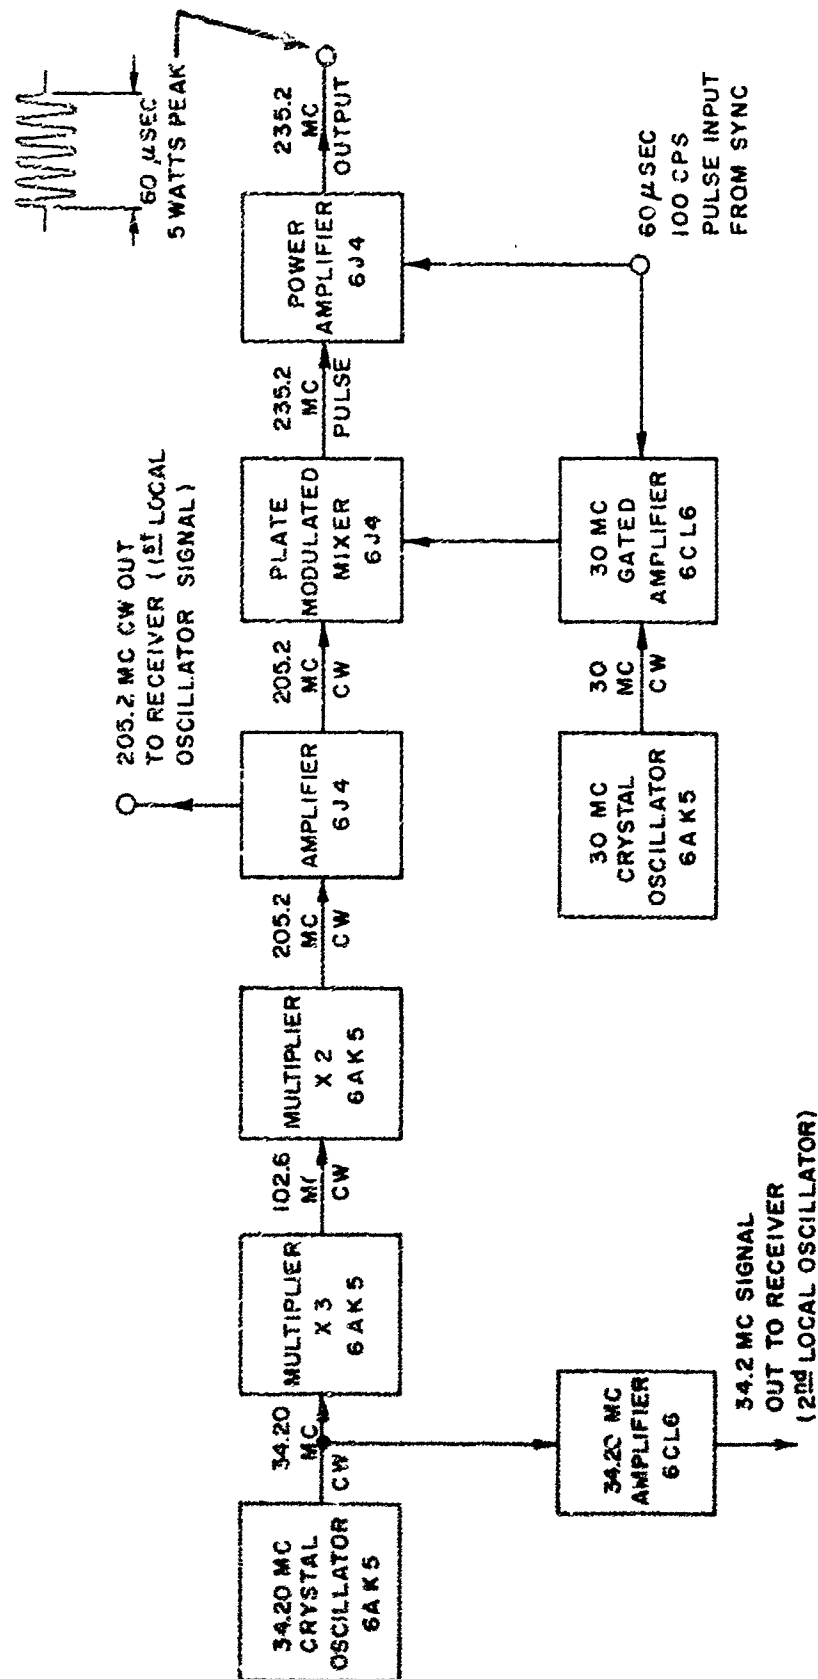 60 µSEC
5 WATTS PEAK
34.20 MC
CRYSTAL
OSCILLATOR
6AK5
34.20
MC
CW
MULTIPLIER
X3
6AK5
102.6
CW
MULTIPLIER
X2
6AK5
205.2
MC
CW
AMPLIFIER
6J4
205.2 MC CW OUT
TO RECEIVER (1st LOCAL
OSCILLATOR SIGNAL)
205.2
MC
CW
PLATE
MODULATED
MIXER
6J4
235.2
MC
PULSE
POWER
AMPLIFIER
6J4
235.2
MC
OUTPUT
34.20 MC
AMPLIFIER
6CL6
34.2 MC SIGNAL
OUT TO RECEIVER
(2nd LOCAL OSCILLATOR)
30 MC
CRYSTAL
OSCILLATOR
6AK5
30
MC
CW
30 MC
GATED
AMPLIFIER
6CL6
60 µSEC
100 CPS
PULSE INPUT
FROM SYNC